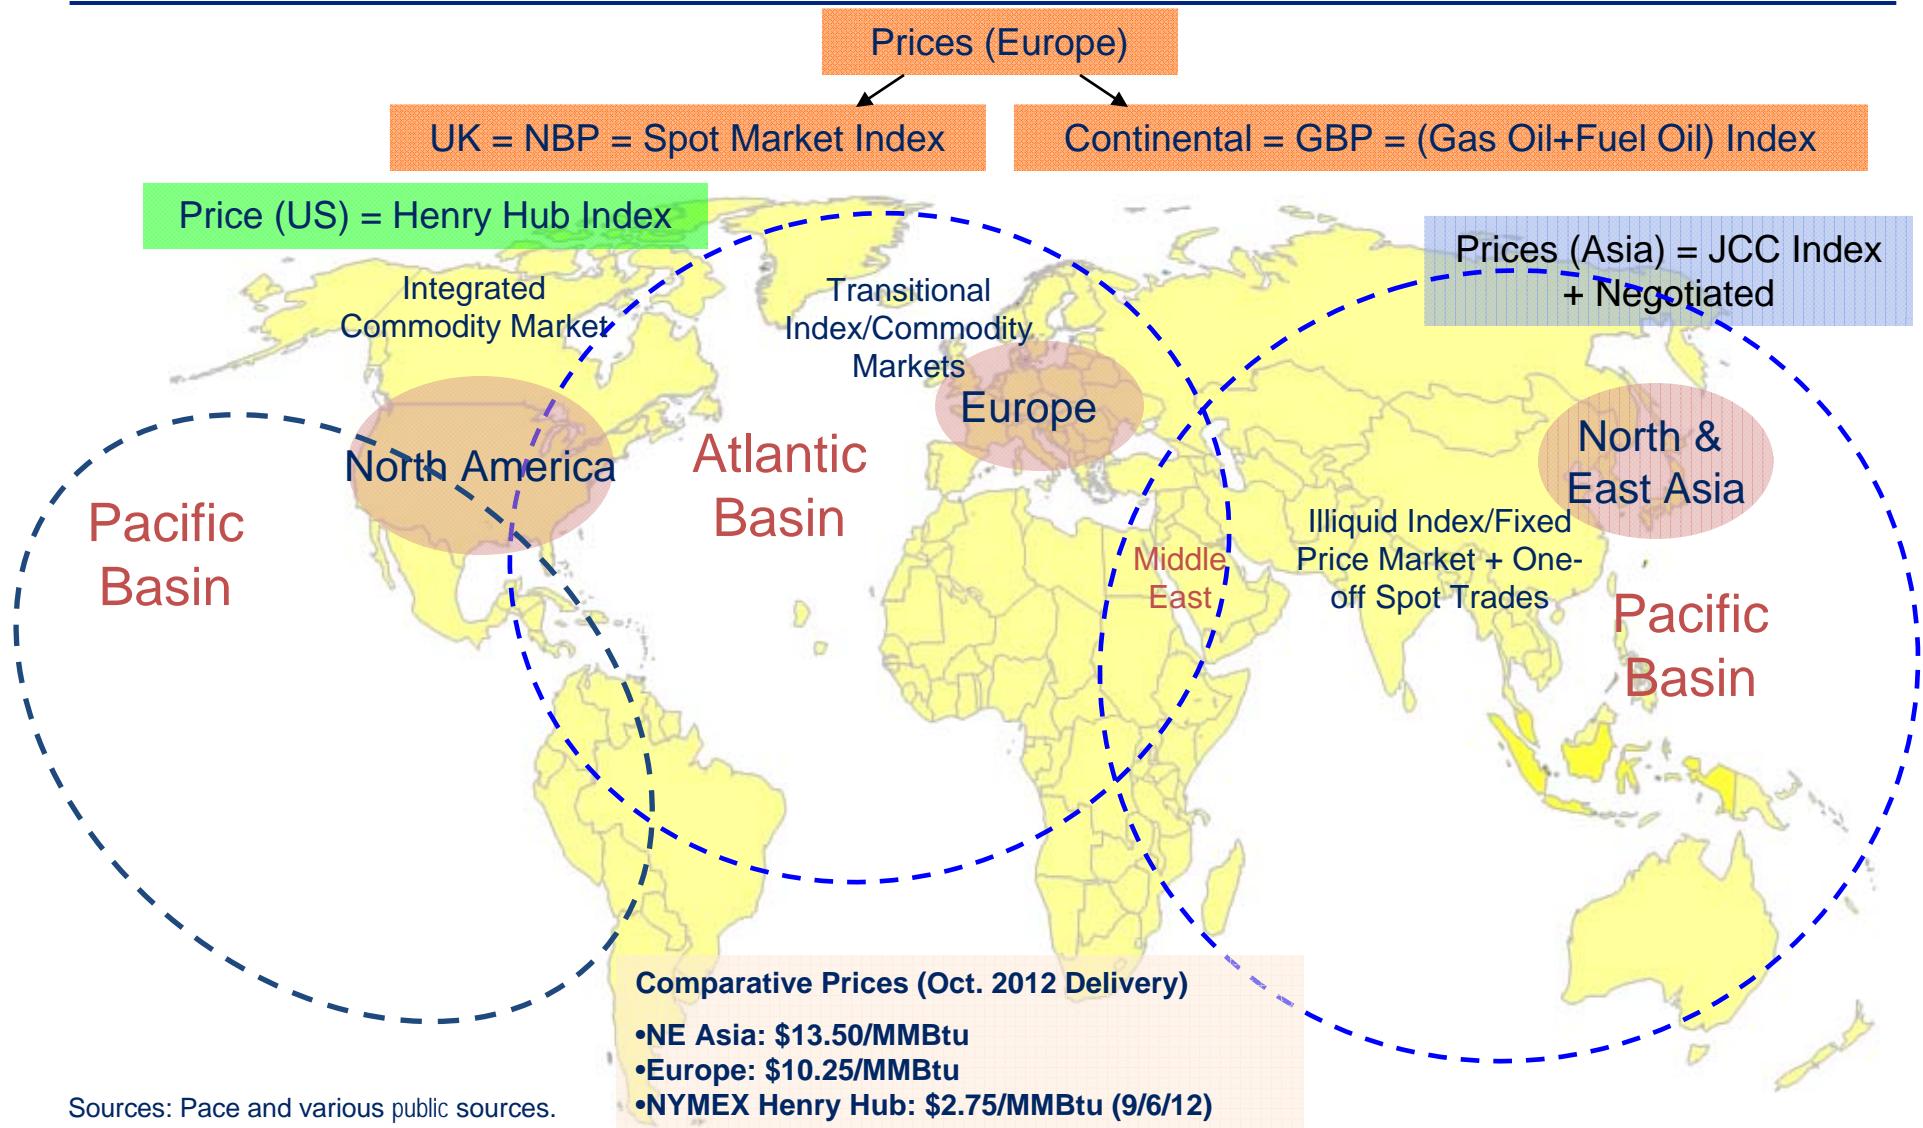 Prices (Europe)
UK = NBP = Spot Market Index
Continental = GBP = (Gas Oil+Fuel Oil) Index
Price (US) = Henry Hub Index
Prices (Asia) = JCC Index
+ Negotiated
Integrated
Commodity Market
Transitional
Index/Commodity
Markets
Europe
North America
North &
East Asia
Atlantic
Basin
Pacific
Basin
Middle
East
Illiquid Index/Fixed
Price Market + One-
off Spot Trades
Pacific
Basin
Comparative Prices (Oct. 2012 Delivery)
•NE Asia: $13.50/MMBtu
•Europe: $10.25/MMBtu
•NYMEX Henry Hub: $2.75/MMBtu (9/6/12)
Sources: Pace and various public sources.